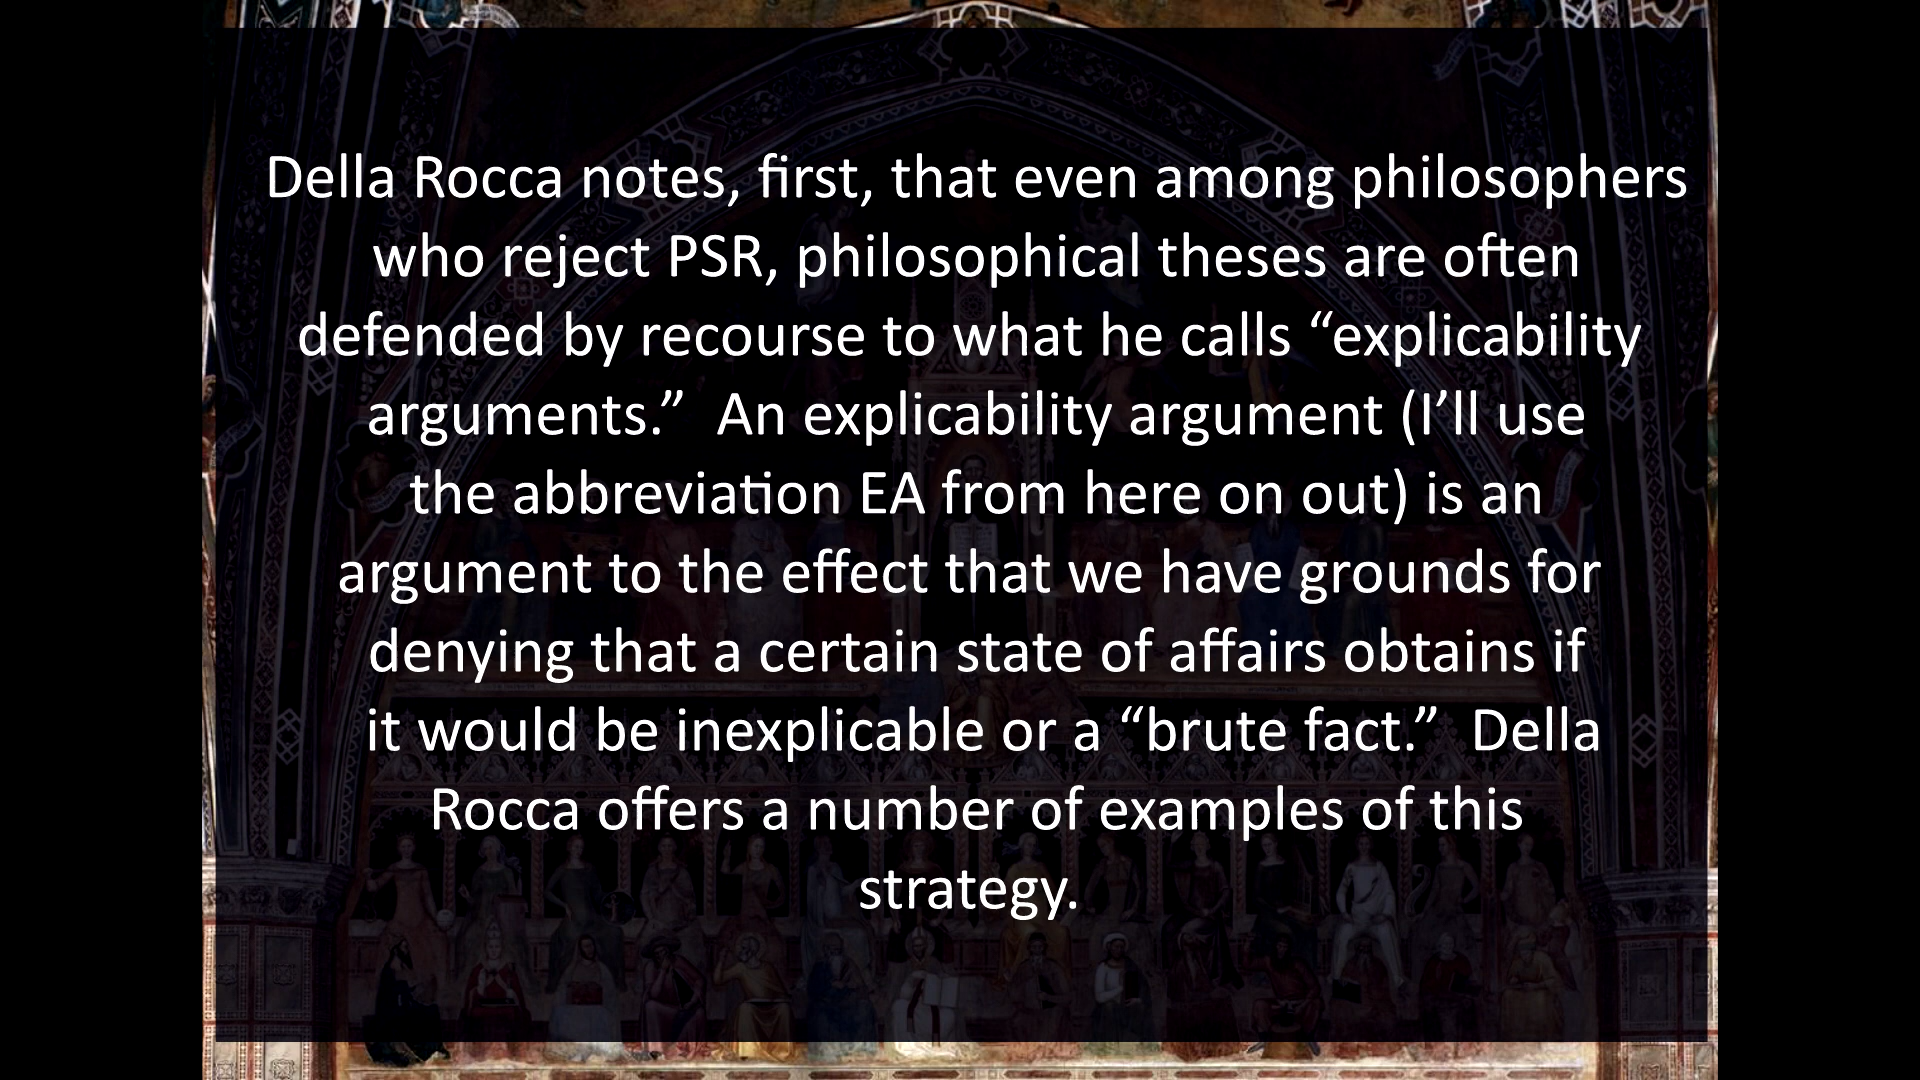 Della Rocca notes, first, that even among philosophers
who reject PSR, philosophical theses are often
defended by recourse to what he calls “explicability
arguments.”  An explicability argument (I’ll use
the abbreviation EA from here on out) is an
argument to the effect that we have grounds for
denying that a certain state of affairs obtains if
it would be inexplicable or a “brute fact.”  Della
Rocca offers a number of examples of this
strategy.